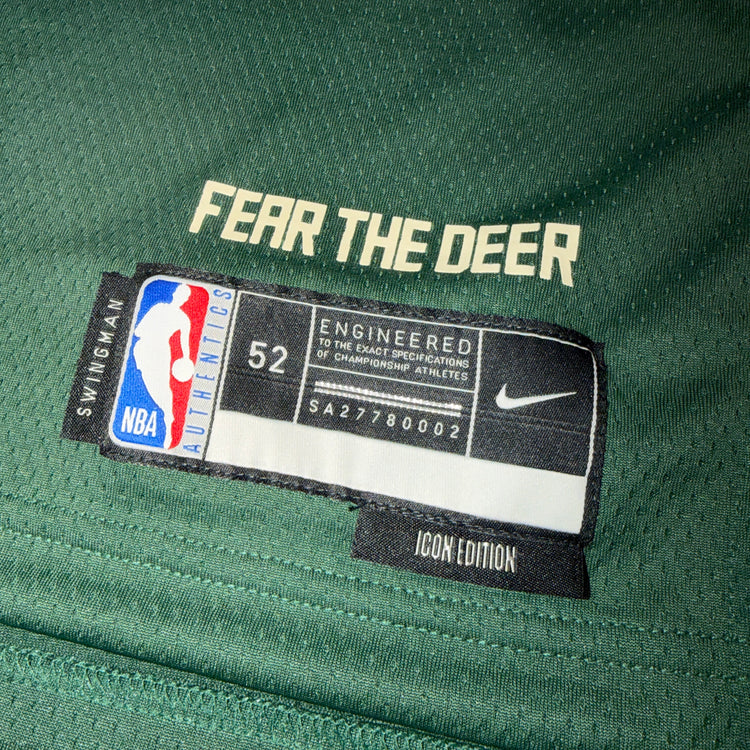 FEAR THE DEER
SWINGMAN
NBA
AUTHENTICS
52
ENGINEERED
TO THE EXACT SPECIFICATIONS
OF CHAMPIONSHIP ATHLETES
SA27780002
ICON EDITION